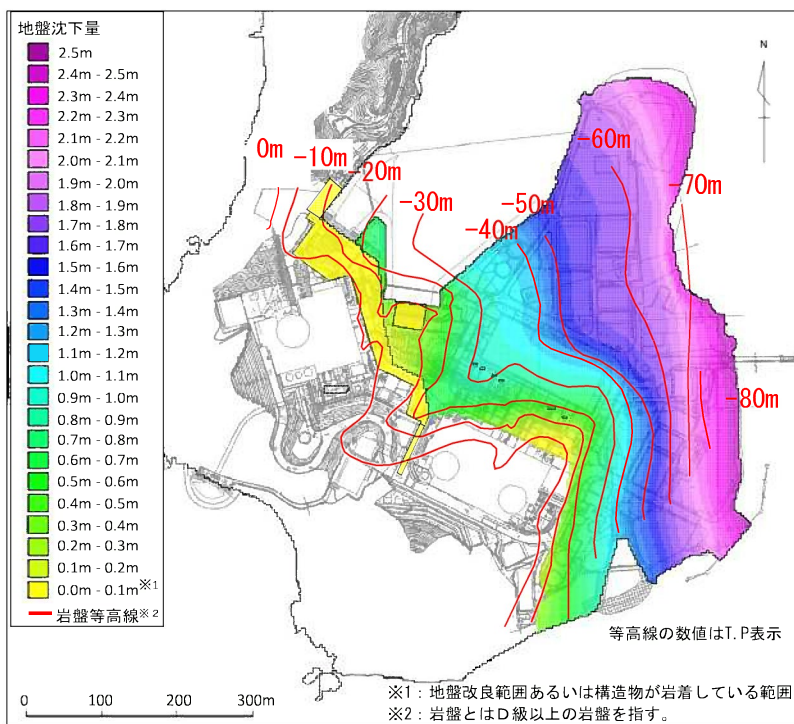 地盤沈下量
2.5m
2.4m - 2.5m
2.3m - 2.4m
2.2m - 2.3m
2.1m - 2.2m
2.0m - 2.1m
1.9m - 2.0m
1.8m - 1.9m
1.7m - 1.8m
1.6m - 1.7m
1.5m - 1.6m
1.4m - 1.5m
1.3m - 1.4m
1.2m - 1.3m
1.1m - 1.2m
1.0m - 1.1m
0.9m - 1.0m
0.8m - 0.9m
0.7m - 0.8m
0.6m - 0.7m
0.5m - 0.6m
0.4m - 0.5m
0.3m - 0.4m
0.2m - 0.3m
0.1m - 0.2m
0.0m - 0.1m※1
岩盤等高線※2
N
0m
-10m
-20m
-30m
-40m
-50m
-60m
-70m
-80m
等高線の数値はT.P表示
0 100 200 300m
※1：地盤改良範囲あるいは構造物が岩着している範囲
※2：岩盤とはD級以上の岩盤を指す。